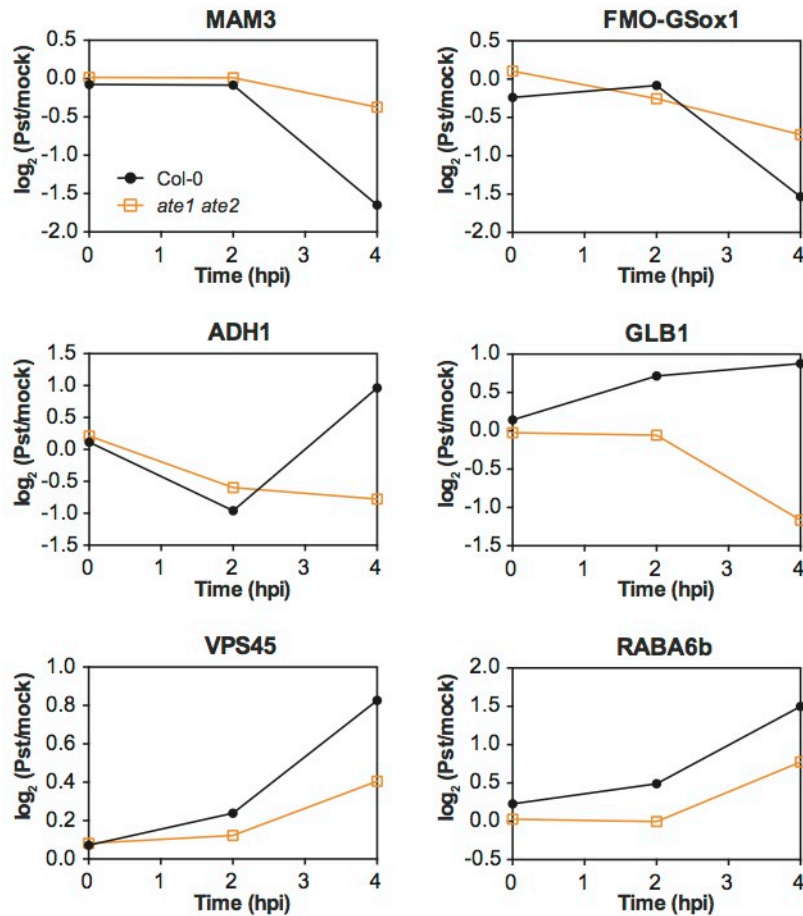 MAM3
log2 (Pst/mock)
0.5
0.0
-0.5
-1.0
-1.5
-2.0
Col-0
ate1 ate2
0 1 2 3 4
Time (hpi)
FMO-GSox1
log2 (Pst/mock)
0.5
0.0
-0.5
-1.0
-1.5
-2.0
0 1 2 3 4
Time (hpi)
ADH1
log2 (Pst/mock)
1.5
1.0
0.5
0.0
-0.5
-1.0
-1.5
0 1 2 3 4
Time (hpi)
GLB1
log2 (Pst/mock)
1.0
0.5
0.0
-0.5
-1.0
-1.5
0 1 2 3 4
Time (hpi)
VPS45
log2 (Pst/mock)
1.0
0.8
0.6
0.4
0.2
0.0
0 1 2 3 4
Time (hpi)
RABA6b
log2 (Pst/mock)
2.0
1.5
1.0
0.5
0.0
-0.5
0 1 2 3 4
Time (hpi)